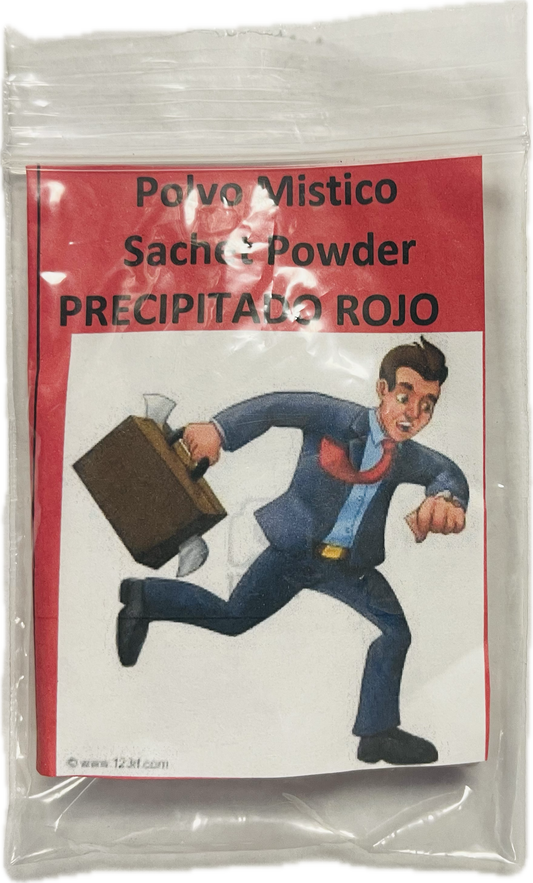 Polvo Mistico
Sachet Powder
PRECIPITADO ROJO
© www.123rf.com